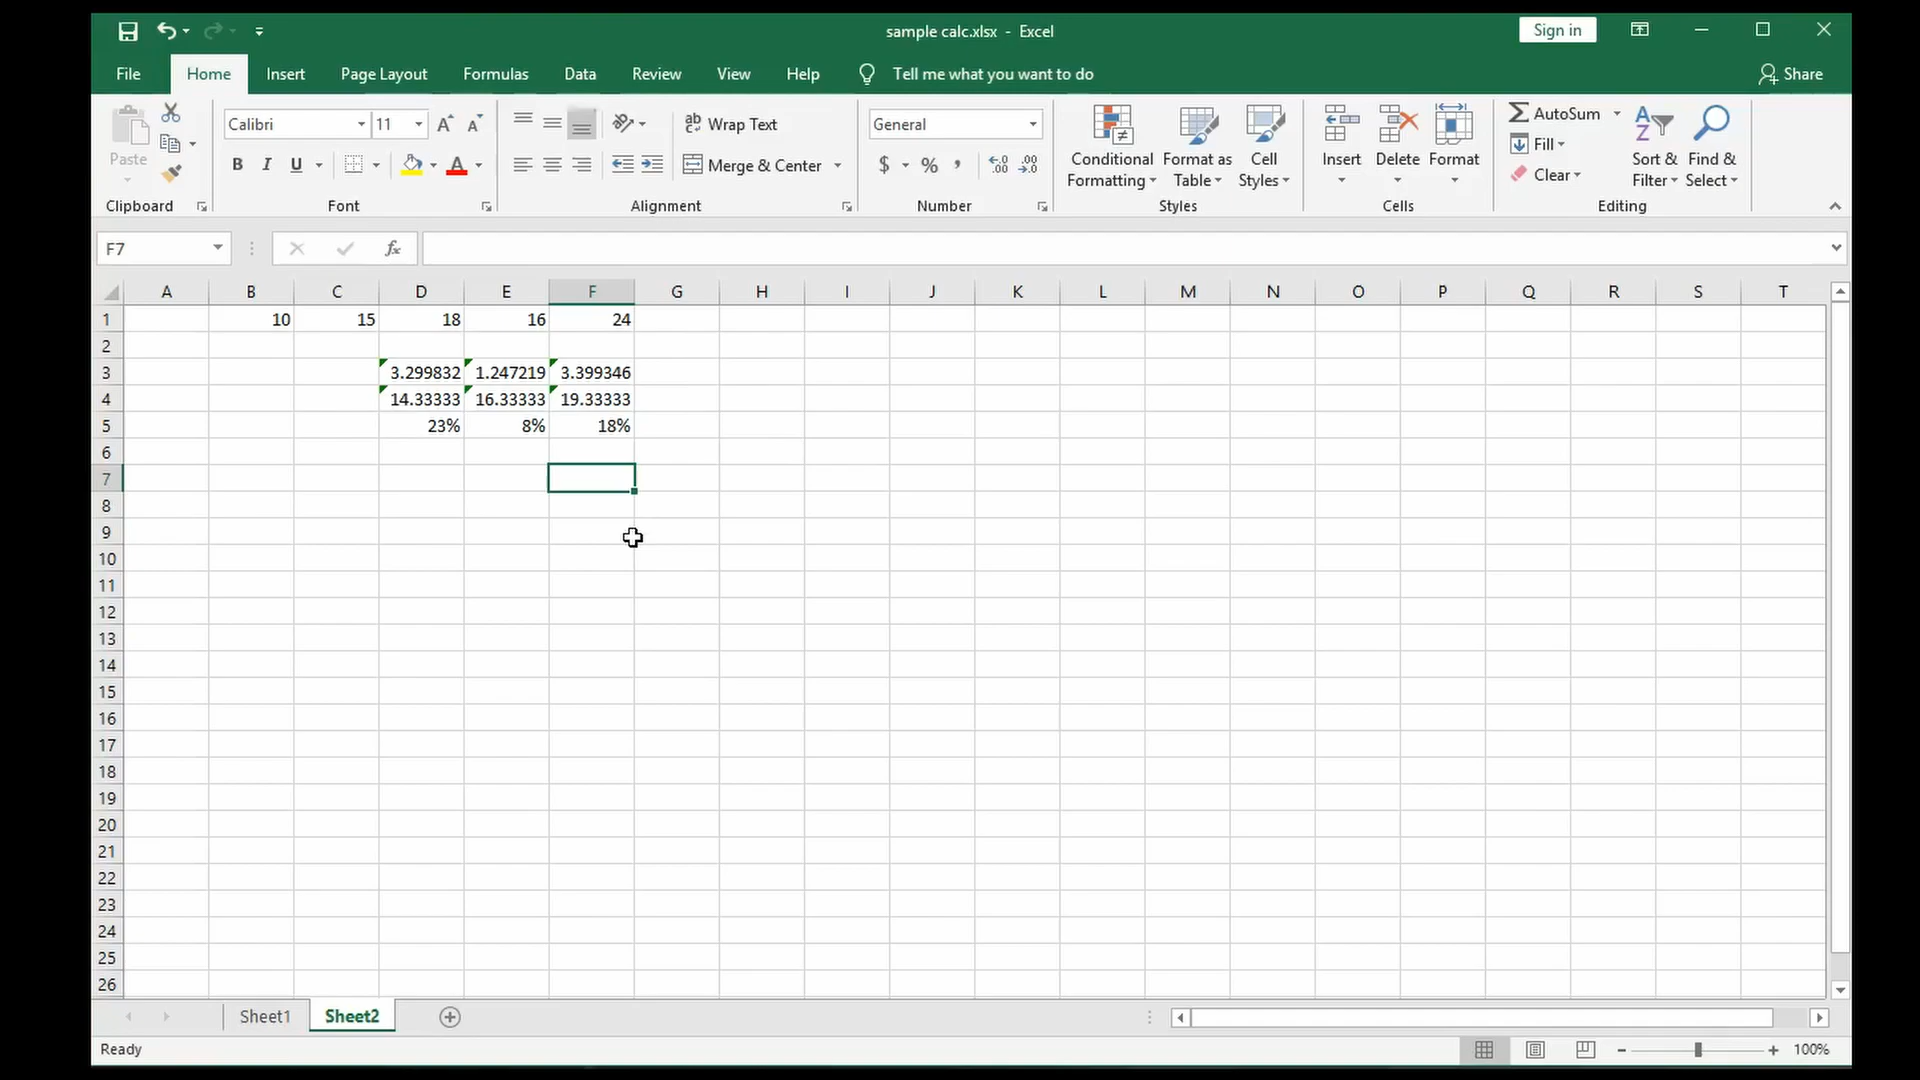 sample calc.xlsx - Excel
Sign in
File Home Insert Page Layout Formulas Data Review View Help Tell me what you want to do Share
Paste
Calibri 11
B I U A
Wrap Text
Merge & Center
General
$ % ,
Conditional Formatting
Format as Table
Cell Styles
Insert Delete Format
AutoSum
Fill
Clear
Sort & Filter
Find & Select
Clipboard Font Alignment Number Styles Cells Editing
F7 fx
A B C D E F G H I J K L M N O P Q R S T
1 10 15 18 16 24
2
3 3.299832 1.247219 3.399346
4 14.33333 16.33333 19.33333
5 23% 8% 18%
6
7
8
9
10
11
12
13
14
15
16
17
18
19
20
21
22
23
24
25
26
Sheet1 Sheet2
Ready 100%